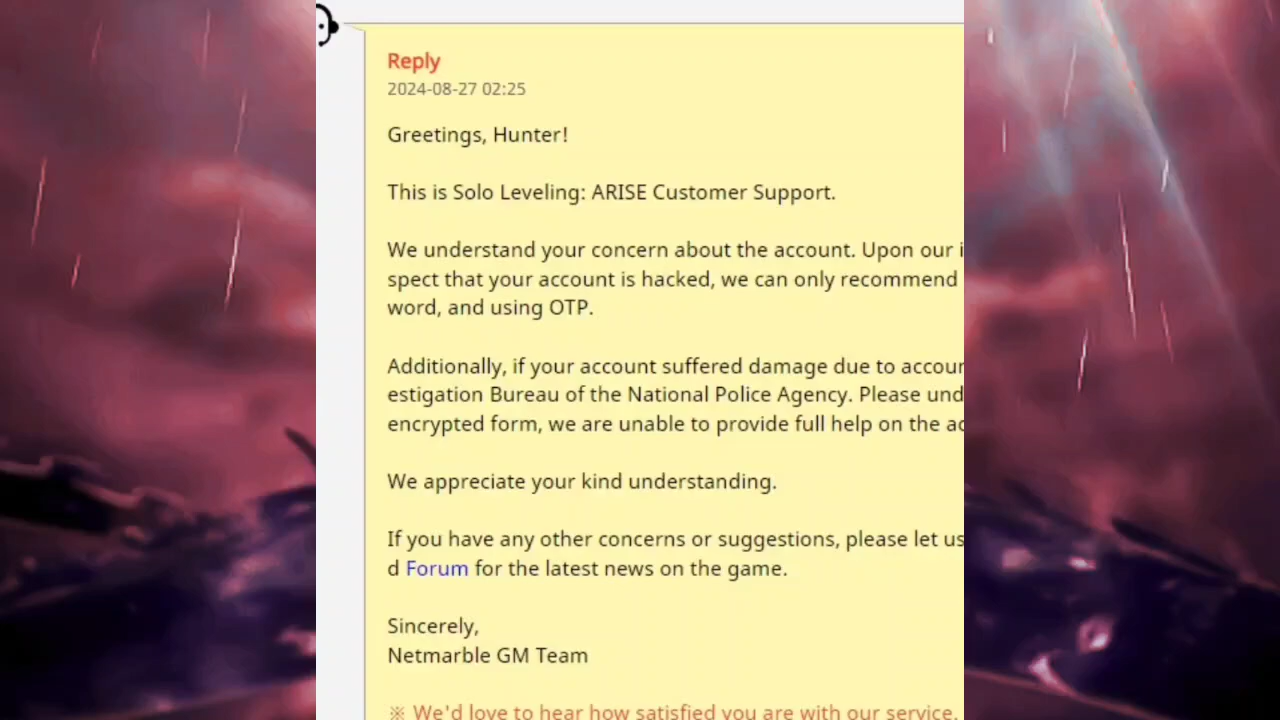 Reply
2024-08-27 02:25
Greetings, Hunter!
This is Solo Leveling: ARISE Customer Support.
We understand your concern about the account. Upon our i
spect that your account is hacked, we can only recommend
word, and using OTP.
Additionally, if your account suffered damage due to accour
estigation Bureau of the National Police Agency. Please und
encrypted form, we are unable to provide full help on the ac
We appreciate your kind understanding.
If you have any other concerns or suggestions, please let us
d Forum for the latest news on the game.
Sincerely,
Netmarble GM Team
※ We'd love to hear how satisfied you are with our service.